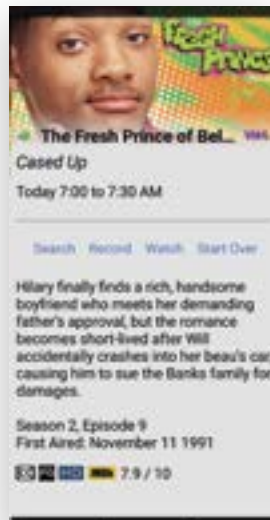 FRESH
PRINCE
The Fresh Prince of Bel...
Cased Up
Today 7:00 to 7:30 AM
Search Record Watch Start Over
Hilary finally finds a rich, handsome
boyfriend who meets her demanding
father's approval, but the romance
becomes short-lived after Will
accidentally crashes into her beau's car,
causing him to sue the Banks family for
damages.
Season 2, Episode 9
First Aired: November 11 1991
PG HD IMDb 7.9 / 10